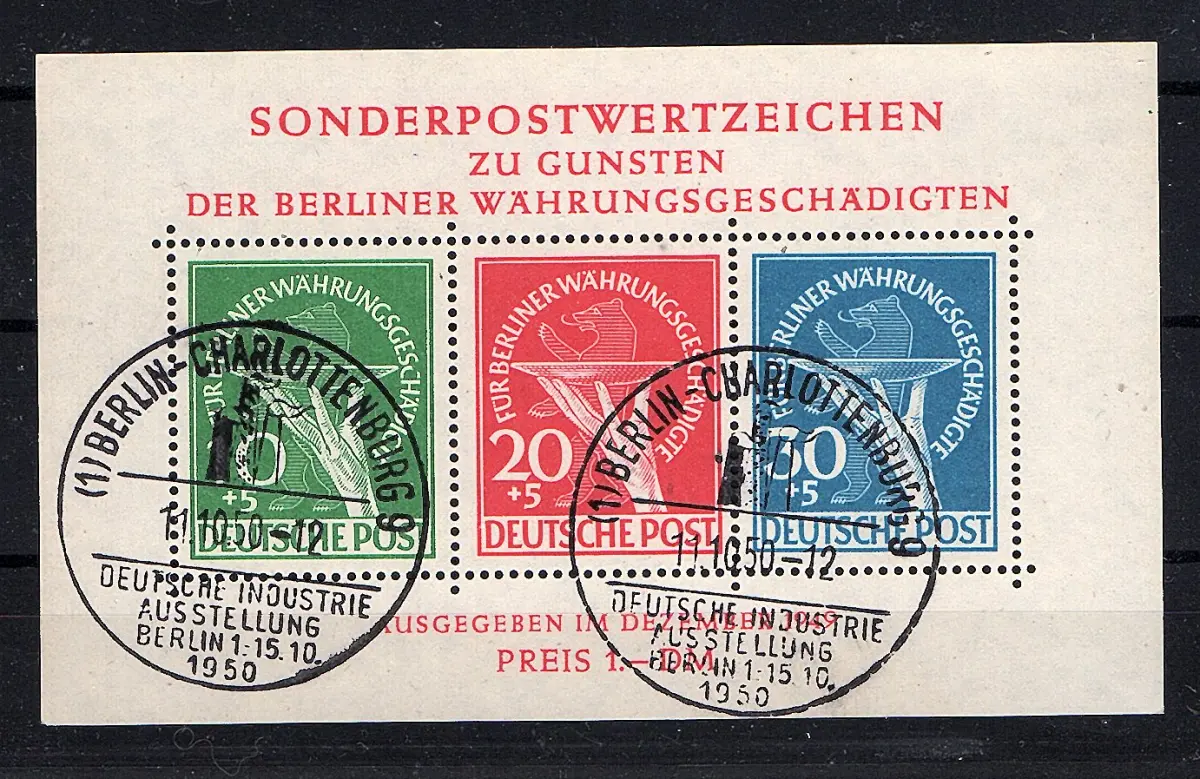 SONDERPOSTWERTZEICHEN
ZU GUNSTEN
DER BERLINER WÄHRUNGSGESCHÄDIGTEN
FÜR BERLINER WÄHRUNGSGESCHÄDIGTE
10
+5
DEUTSCHE POST
FÜR BERLINER WÄHRUNGSGESCHÄDIGTE
20
+5
DEUTSCHE POST
FÜR BERLINER WÄHRUNGSGESCHÄDIGTE
30
+5
DEUTSCHE POST
(1) BERLIN-CHARLOTTENBURG 9
11.10.50-12
DEUTSCHE INDUSTRIE
AUSSTELLUNG
BERLIN 1.-15.10.
1950
(1) BERLIN-CHARLOTTENBURG 9
11.10.50-12
DEUTSCHE INDUSTRIE
AUSSTELLUNG
BERLIN 1.-15.10.
1950
AUSGEGEBEN IM DEZEMBER 1949
PREIS 1.— DM